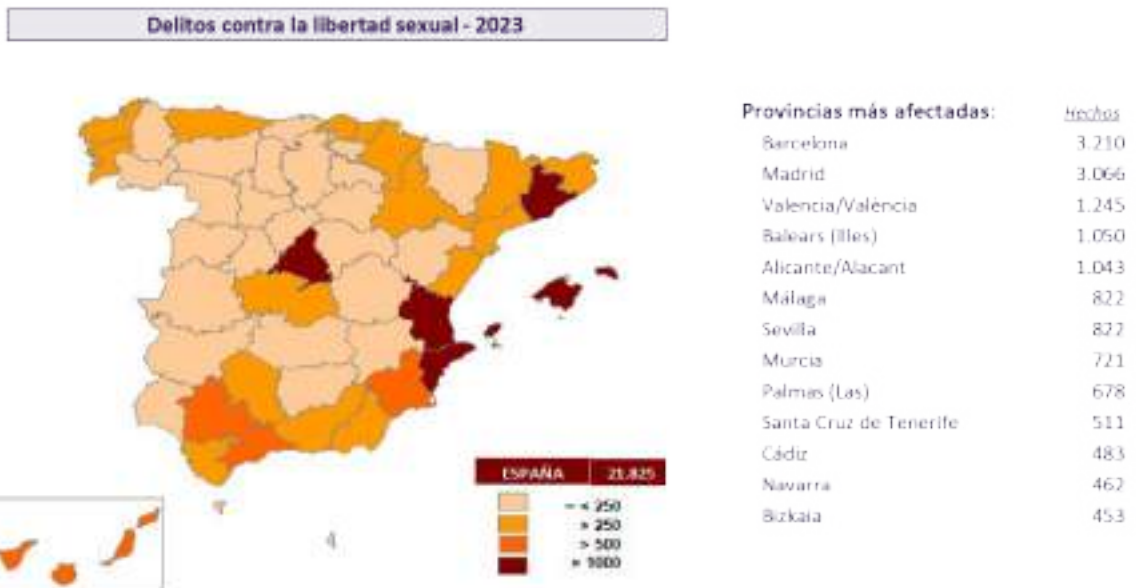 Delitos contra la libertad sexual - 2023
Provincias más afectadas: Hechos
Barcelona 3.210
Madrid 3.066
Valencia/València 1.245
Balears (Illes) 1.050
Alicante/Alacant 1.043
Málaga 822
Sevilla 822
Murcia 721
Palmas (Las) 678
Santa Cruz de Tenerife 511
Cádiz 483
Navarra 462
Bizkaia 453
ESPAÑA 21.825
= < 250
> 250
> 500
> 1000
4